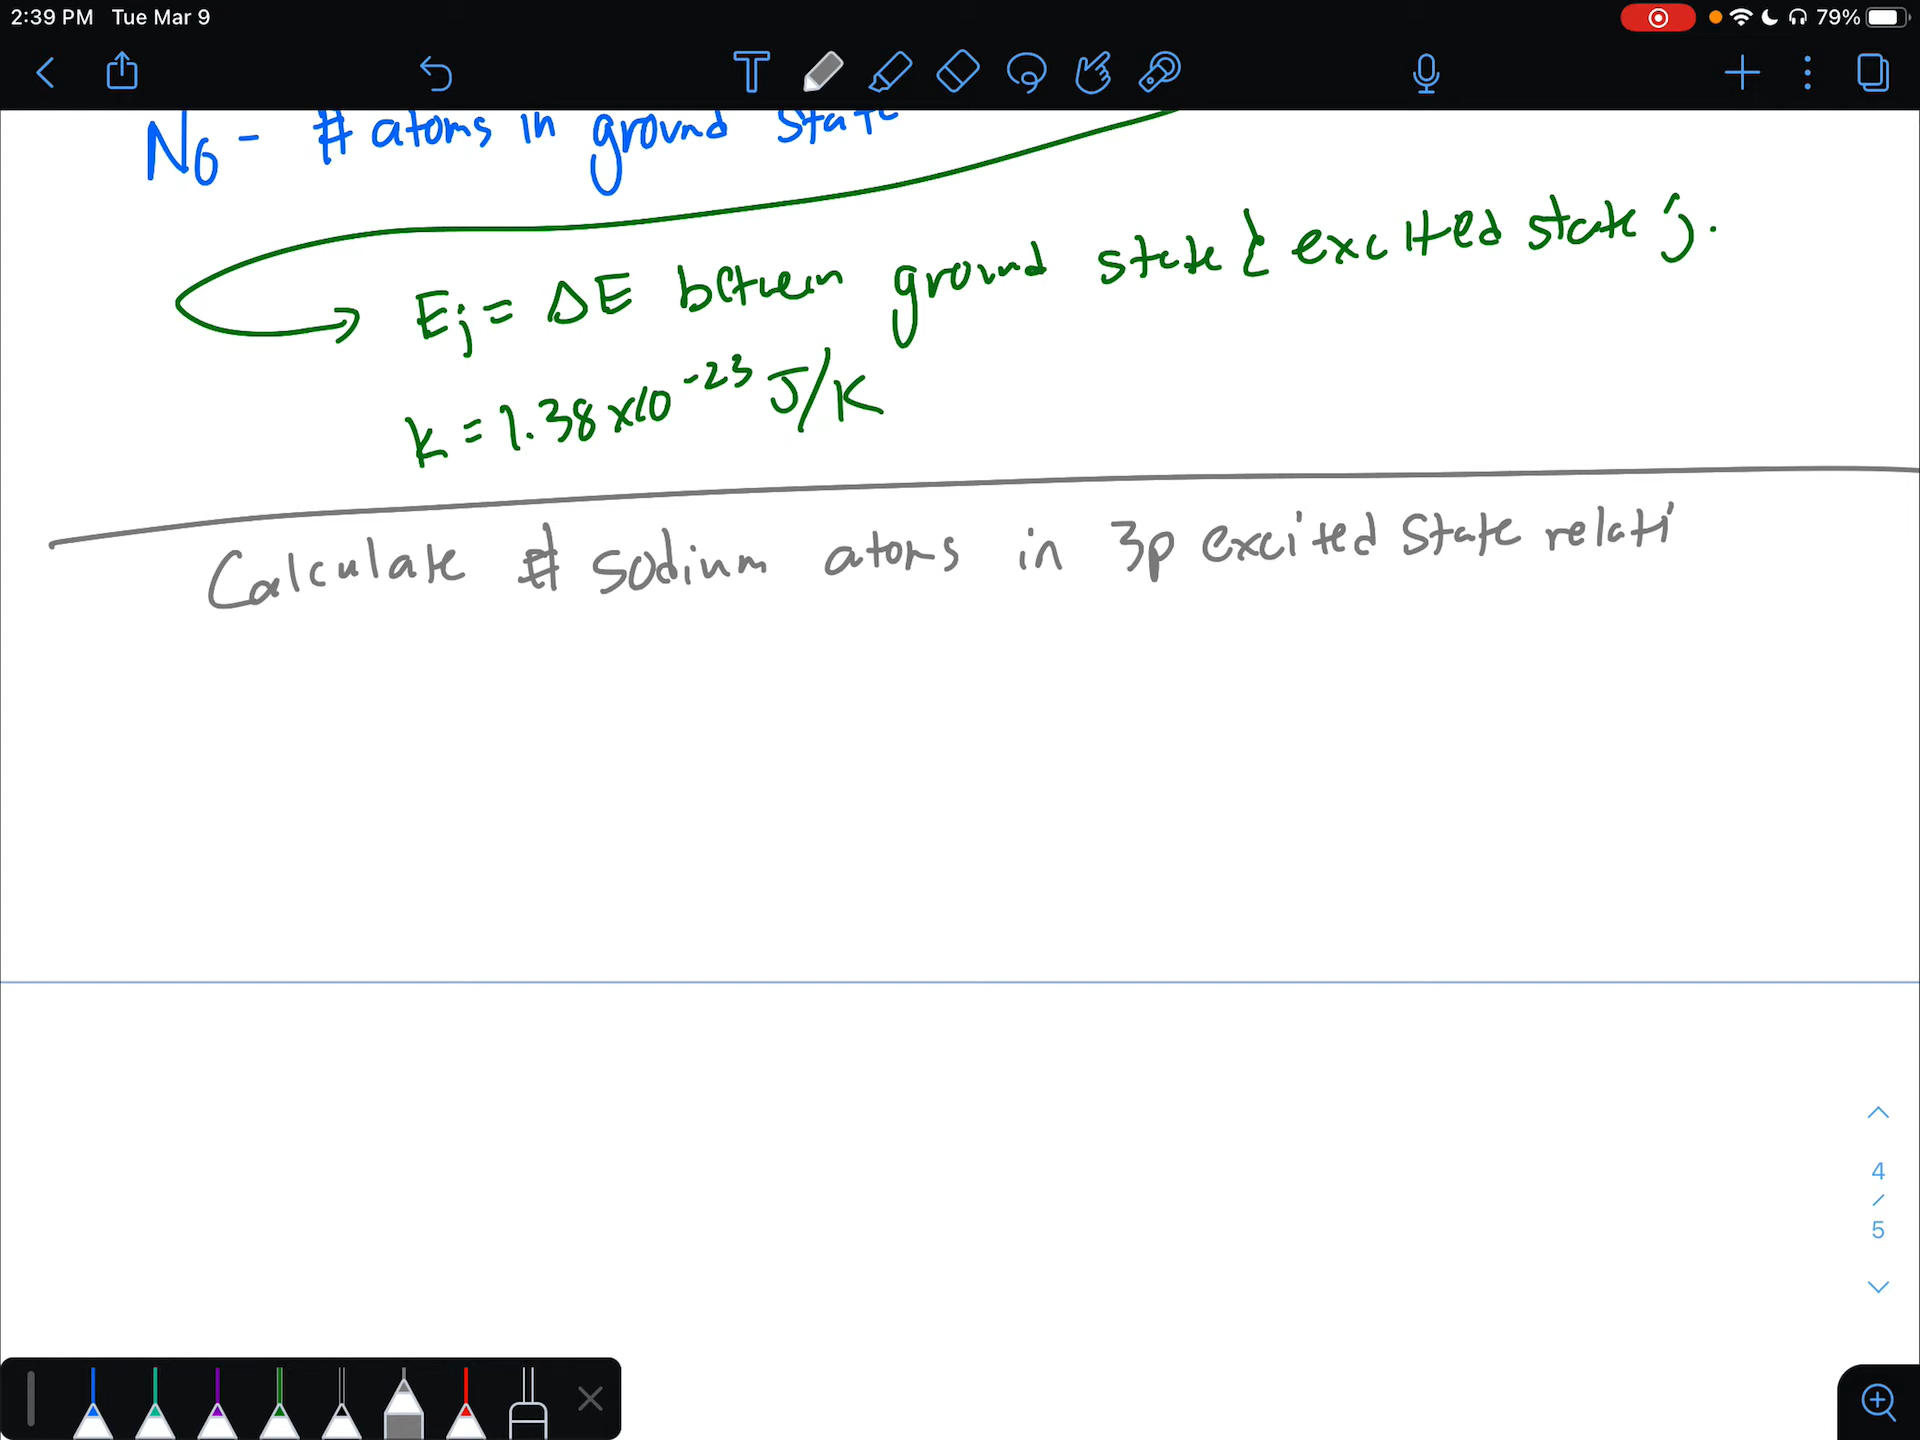 2:39 PM Tue Mar 9 79%
N0 - # atoms in ground state
Ej = ΔE between ground state & excited state j.
k = 1.38 x10^-23 J/K
Calculate # sodium atoms in 3p excited state relati
4
/
5